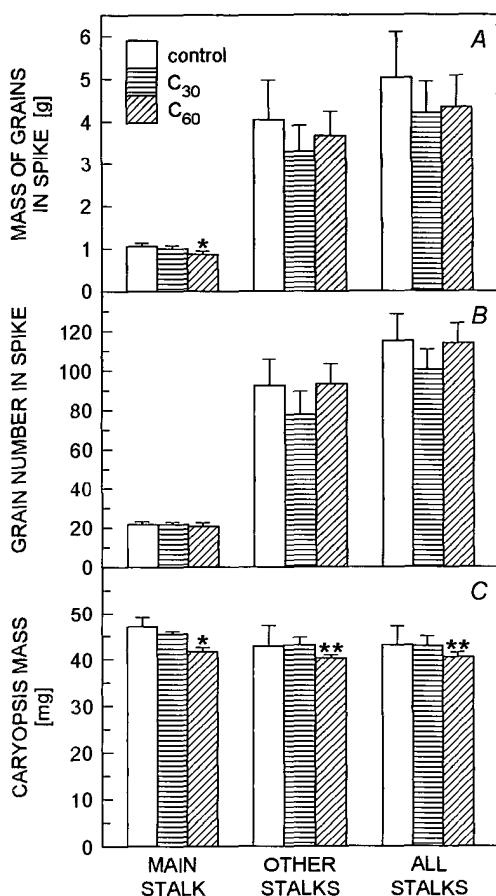 A
control
C30
C60
MASS OF GRAINS
IN SPIKE [g]
6
5
4
3
2
1
0
*
B
GRAIN NUMBER IN SPIKE
120
100
80
60
40
20
0
C
CARYOPSIS MASS
[mg]
50
40
30
20
10
0
*
**
**
MAIN
STALK
OTHER
STALKS
ALL
STALKS